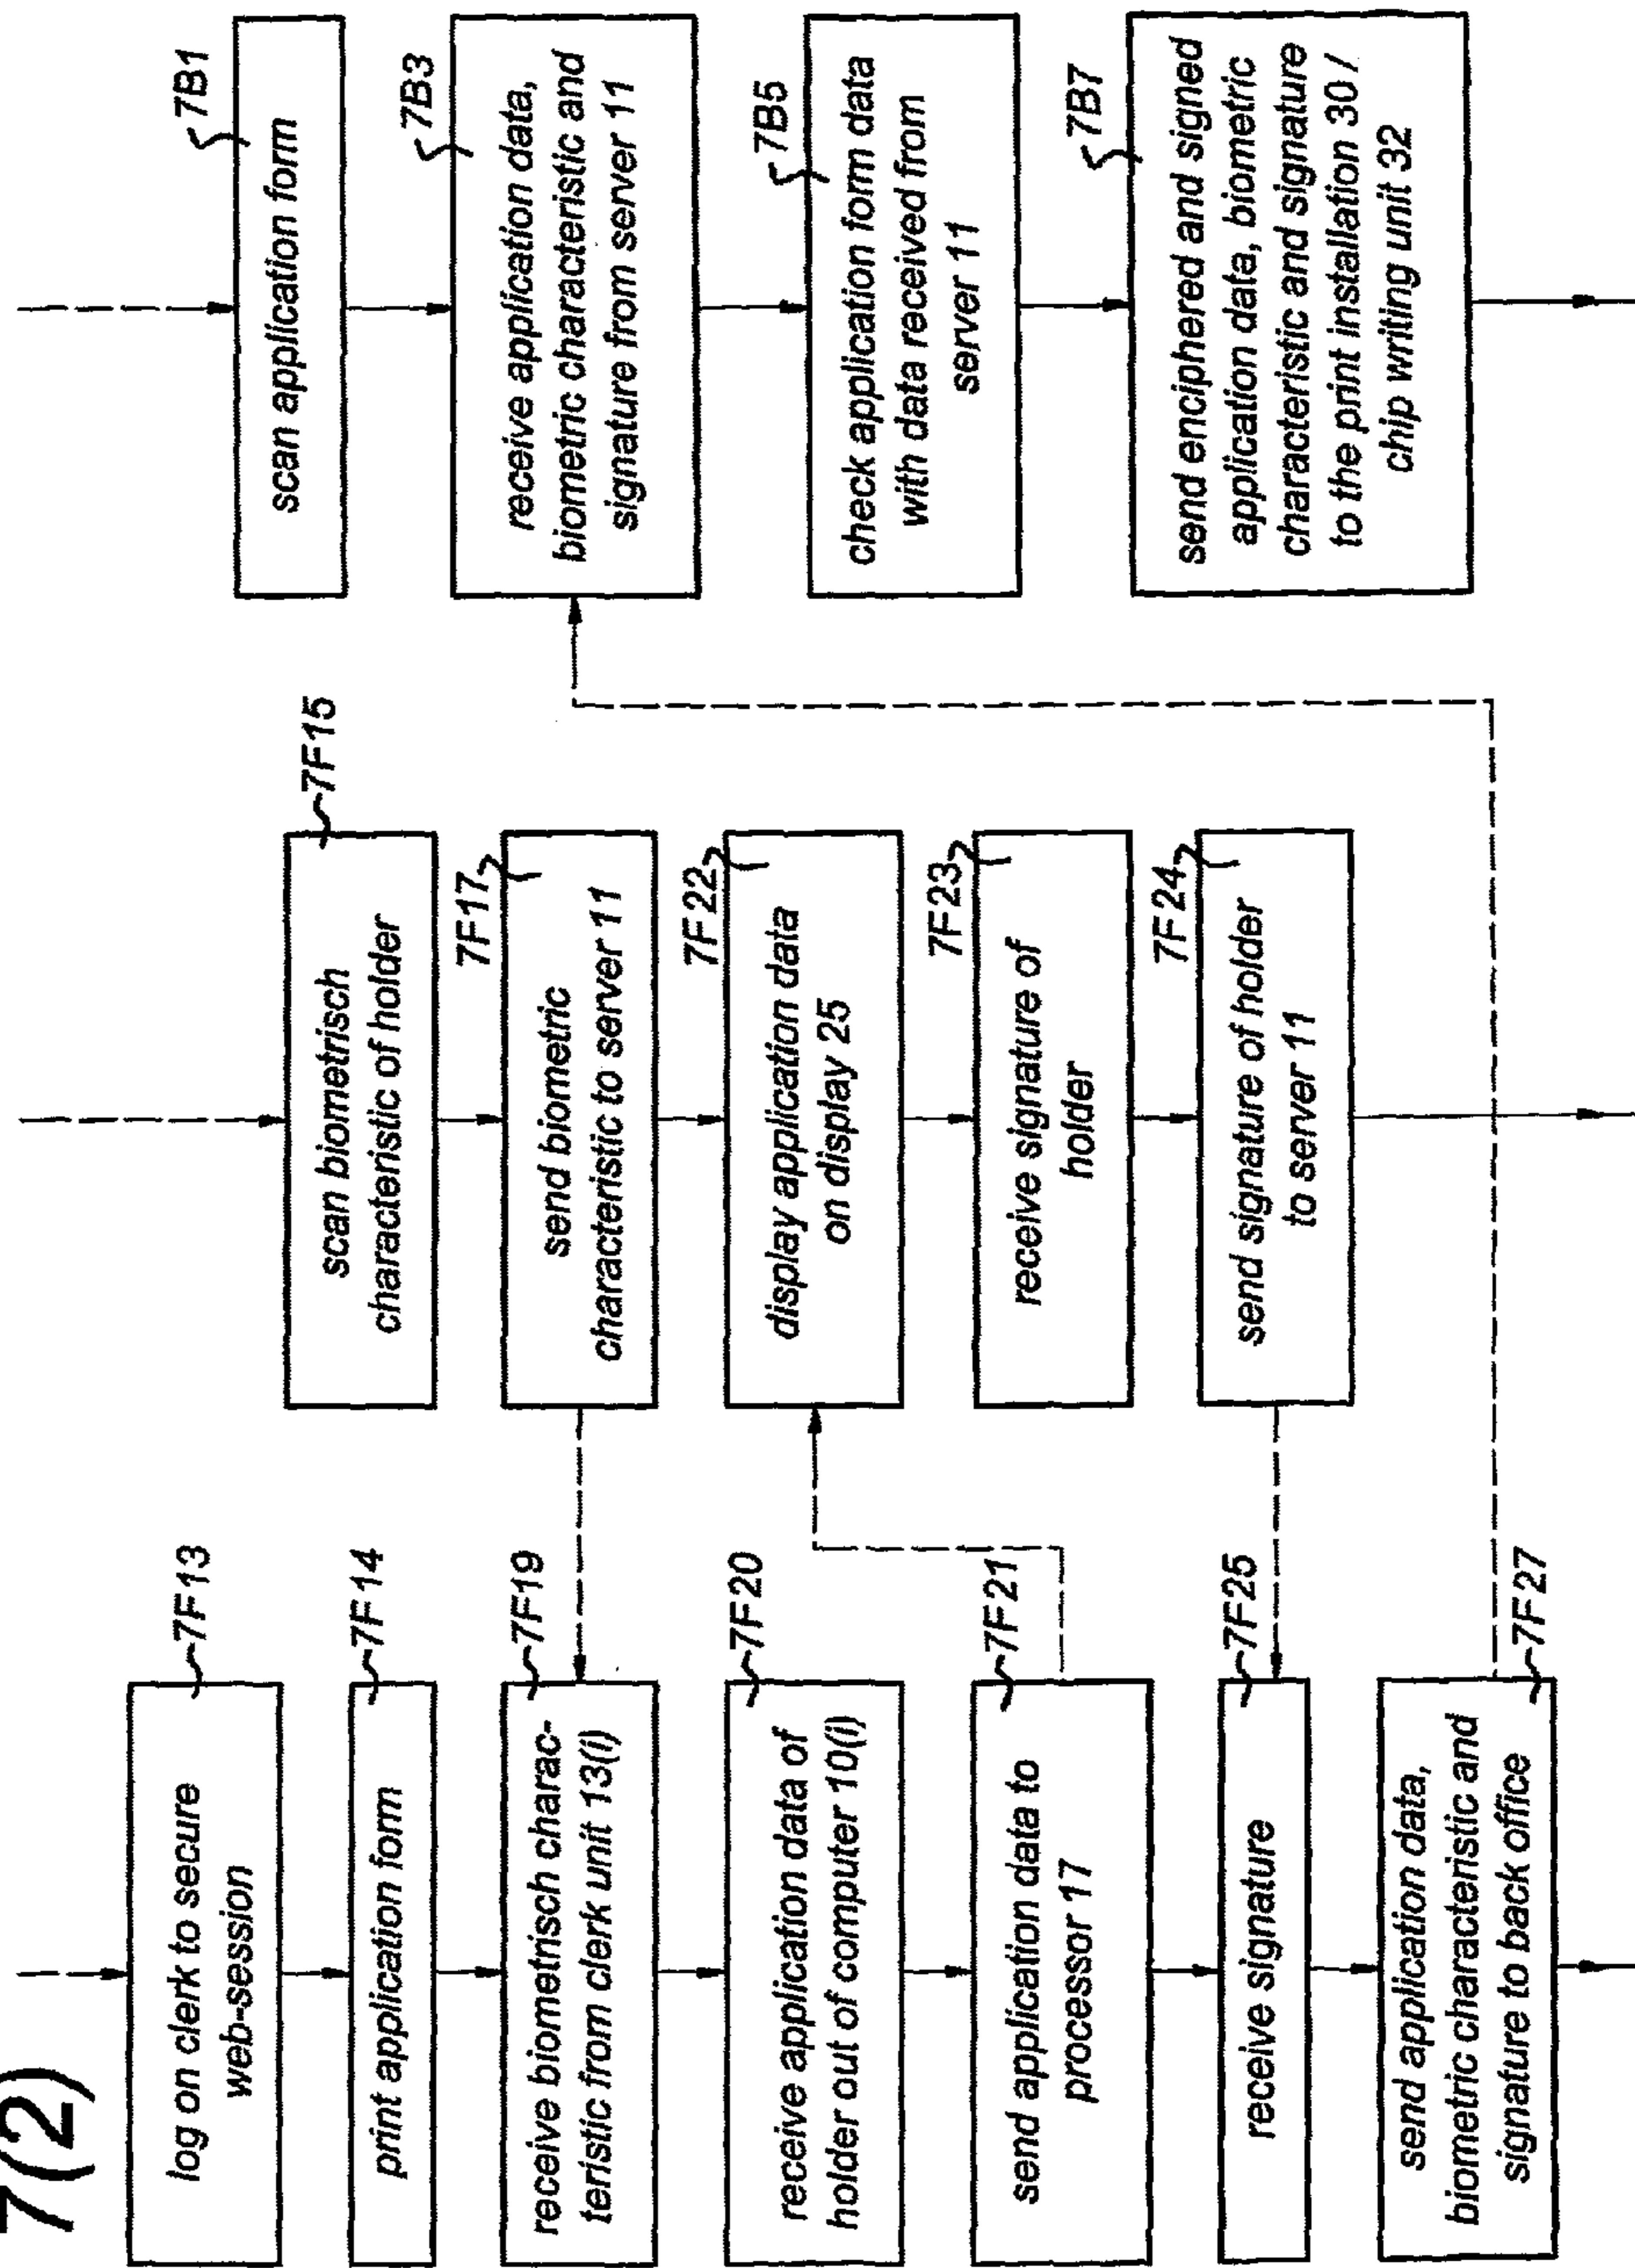 7(2)
log on clerk to secure
web-session
7F13
print application form
7F14
receive biometrisch charac-
teristic from clerk unit 13(i)
7F19
receive application data of
holder out of computer 10(i)
7F20
send application data to
processor 17
7F21
receive signature
7F25
send application data,
biometric characteristic and
signature to back office
7F27
scan biometrisch
characteristic of holder
7F15
send biometric
characteristic to server 11
7F17
display application data
on display 25
7F22
receive signature of
holder
7F23
send signature of holder
to server 11
7F24
scan application form
7B1
receive application data,
biometric characteristic and
signature from server 11
7B3
check application form data
with data received from
server 11
7B5
send enciphered and signed
application data, biometric
characteristic and signature
to the print installation 30 /
chip writing unit 32
7B7